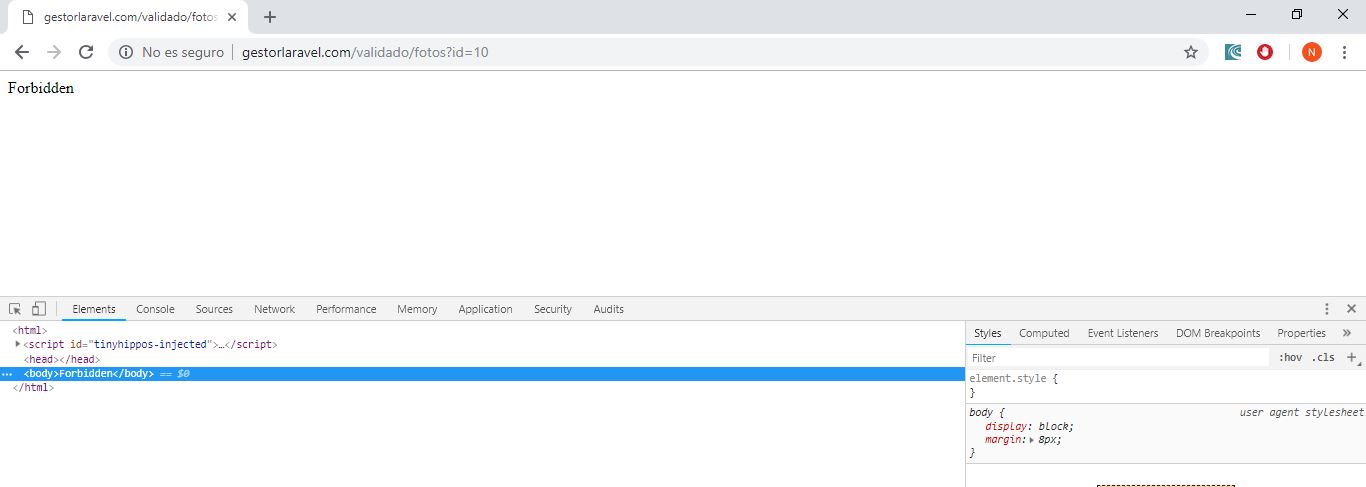 gestorlaravel.com/validado/fotos
No es seguro gestorlaravel.com/validado/fotos?id=10
N
Forbidden
Elements Console Sources Network Performance Memory Application Security Audits
<html>
<script id="tinyhippos-injected">…</script>
<head></head>
… <body>Forbidden</body> == $0
</html>
Styles Computed Event Listeners DOM Breakpoints Properties »
Filter :hov .cls +
element.style {
}
body { user agent stylesheet
display: block;
margin: 8px;
}